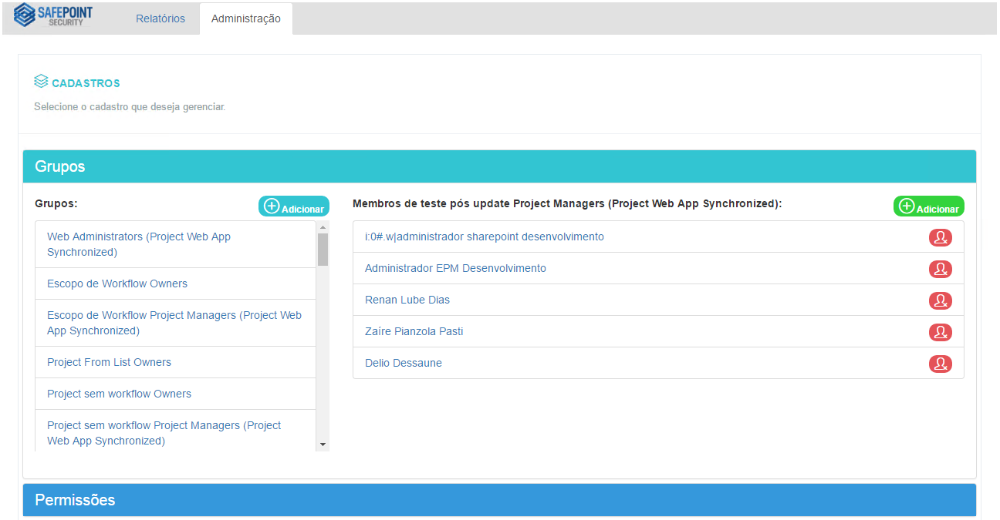 SAFEPOINT
SECURITY
Relatórios
Administração
CADASTROS
Selecione o cadastro que deseja gerenciar.
Grupos
Grupos:
Adicionar
Web Administrators (Project Web App
Synchronized)
Escopo de Workflow Owners
Escopo de Workflow Project Managers (Project Web
App Synchronized)
Project From List Owners
Project sem workflow Owners
Project sem workflow Project Managers (Project
Web App Synchronized)
Membros de teste pós update Project Managers (Project Web App Synchronized):
Adicionar
i:0#.w|administrador sharepoint desenvolvimento
Administrador EPM Desenvolvimento
Renan Lube Dias
Zaíre Pianzola Pasti
Delio Dessaune
Permissões